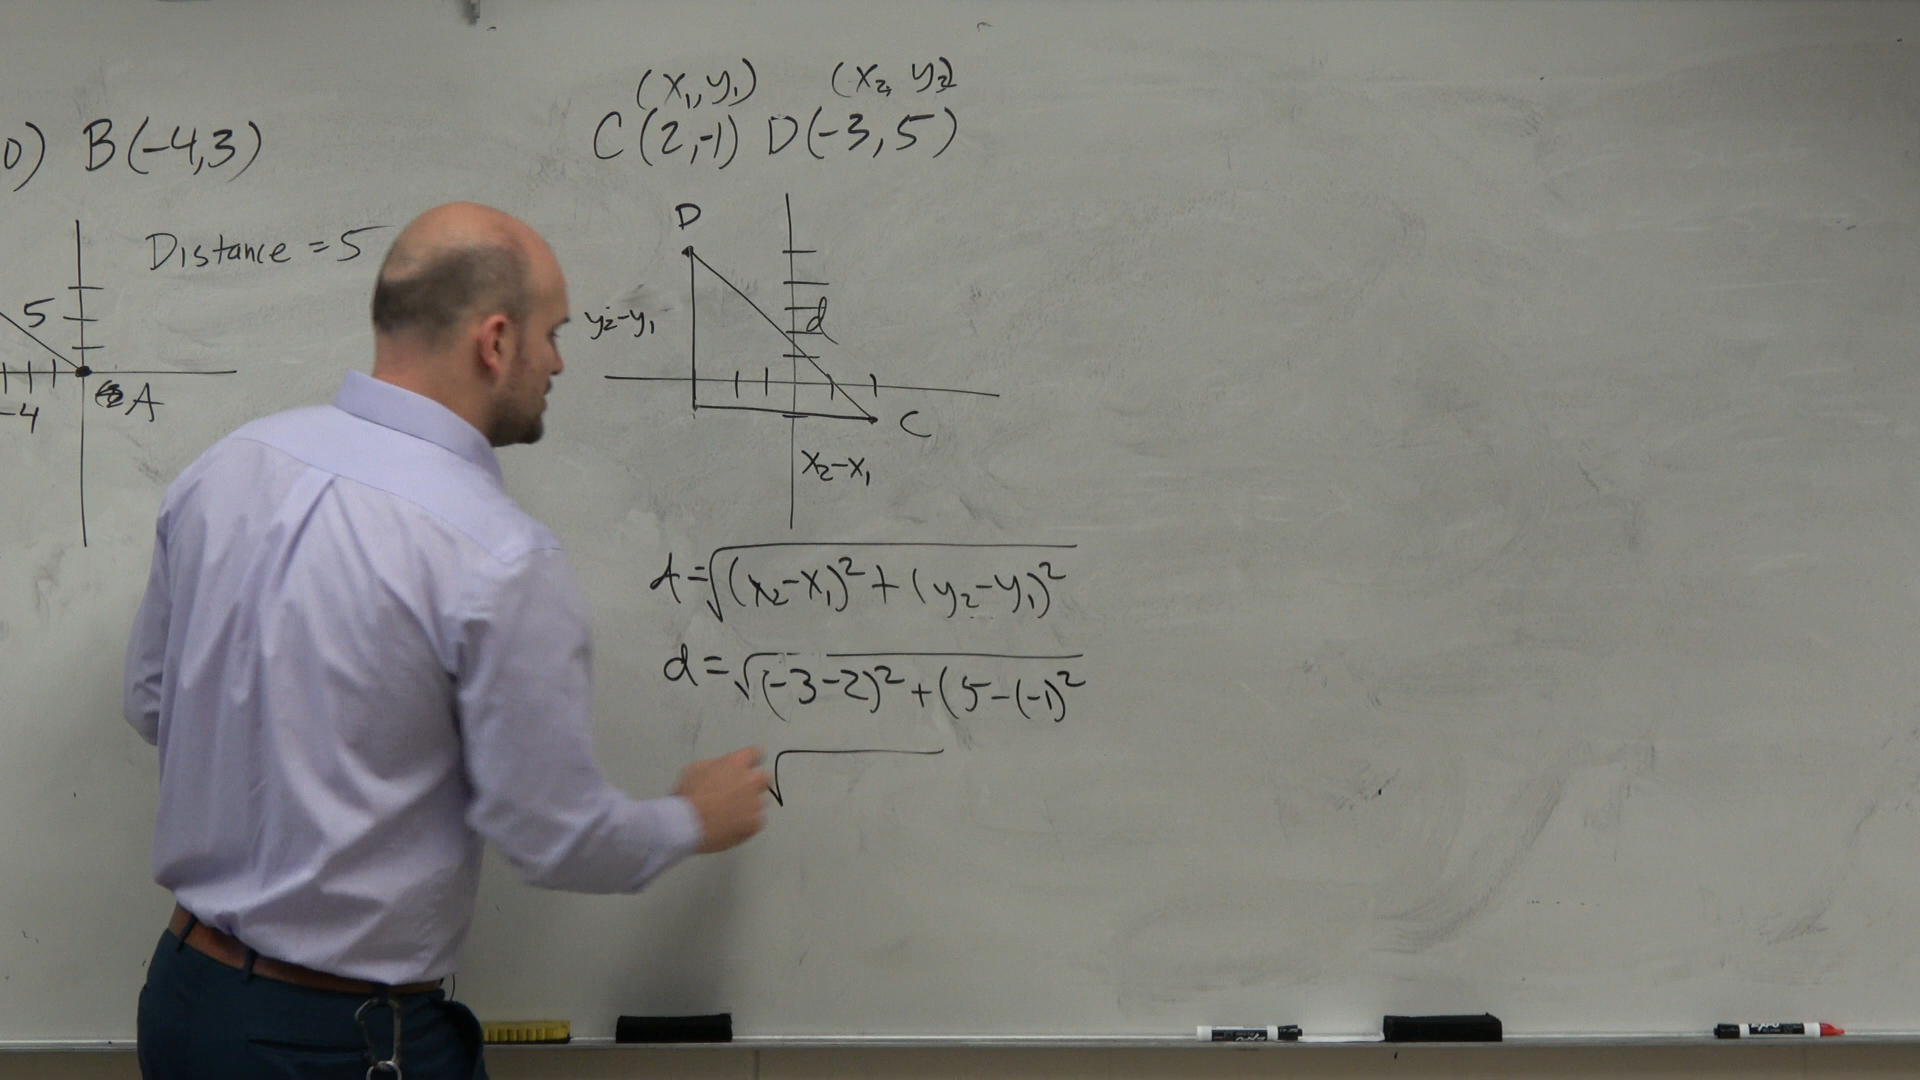 0) B(-4,3)
Distance = 5
5
-4
A
(x₁,y₁) (x₂, y₂)
C(2,-1) D(-3,5)
D
y₂-y₁
d
C
x₂-x₁
d=√(x₂-x₁)²+(y₂-y₁)²
d=√(-3-2)²+(5-(-1)²
√